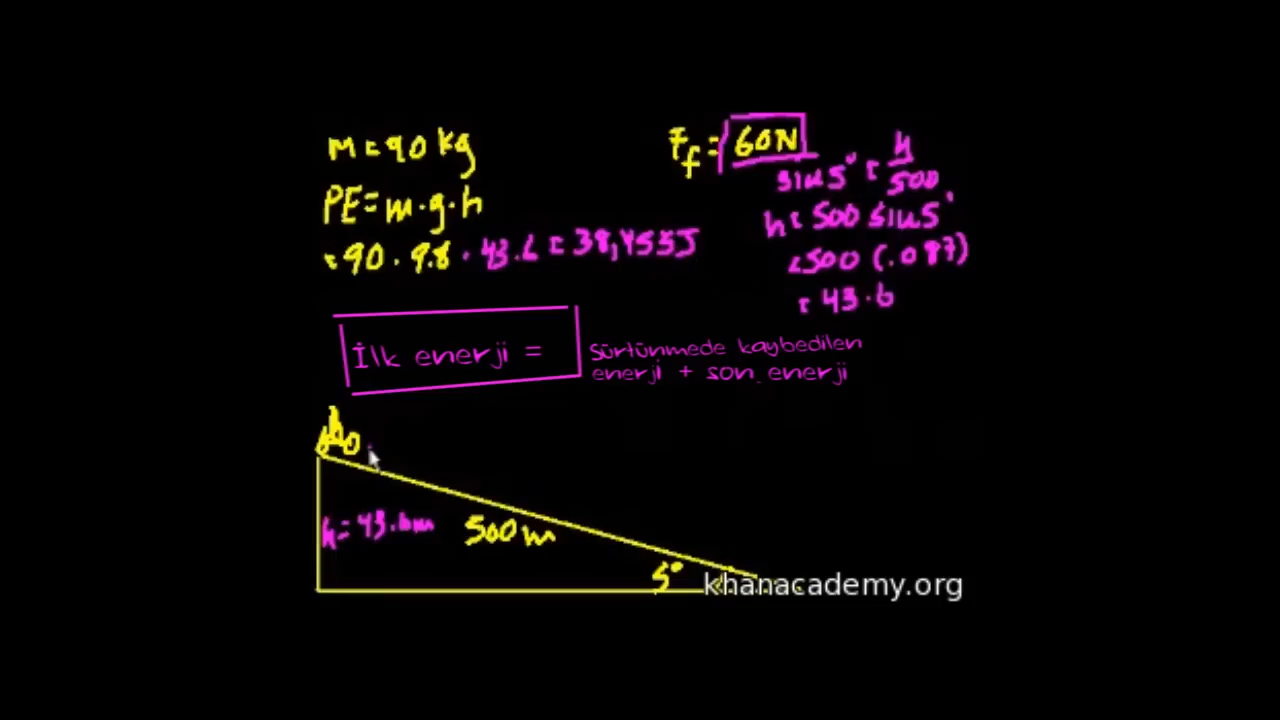 M = 90 kg
PE = m.g.h
= 90 . 9.8 . 43.6 = 38,455J
Ff = 60N
sin5° = h/500
h = 500 sin5°
= 500 (.087)
= 43.6
İlk enerji =
Sürtünmede kaybedilen
enerji + son enerji
h = 43.6m
500m
5°
khanacademy.org